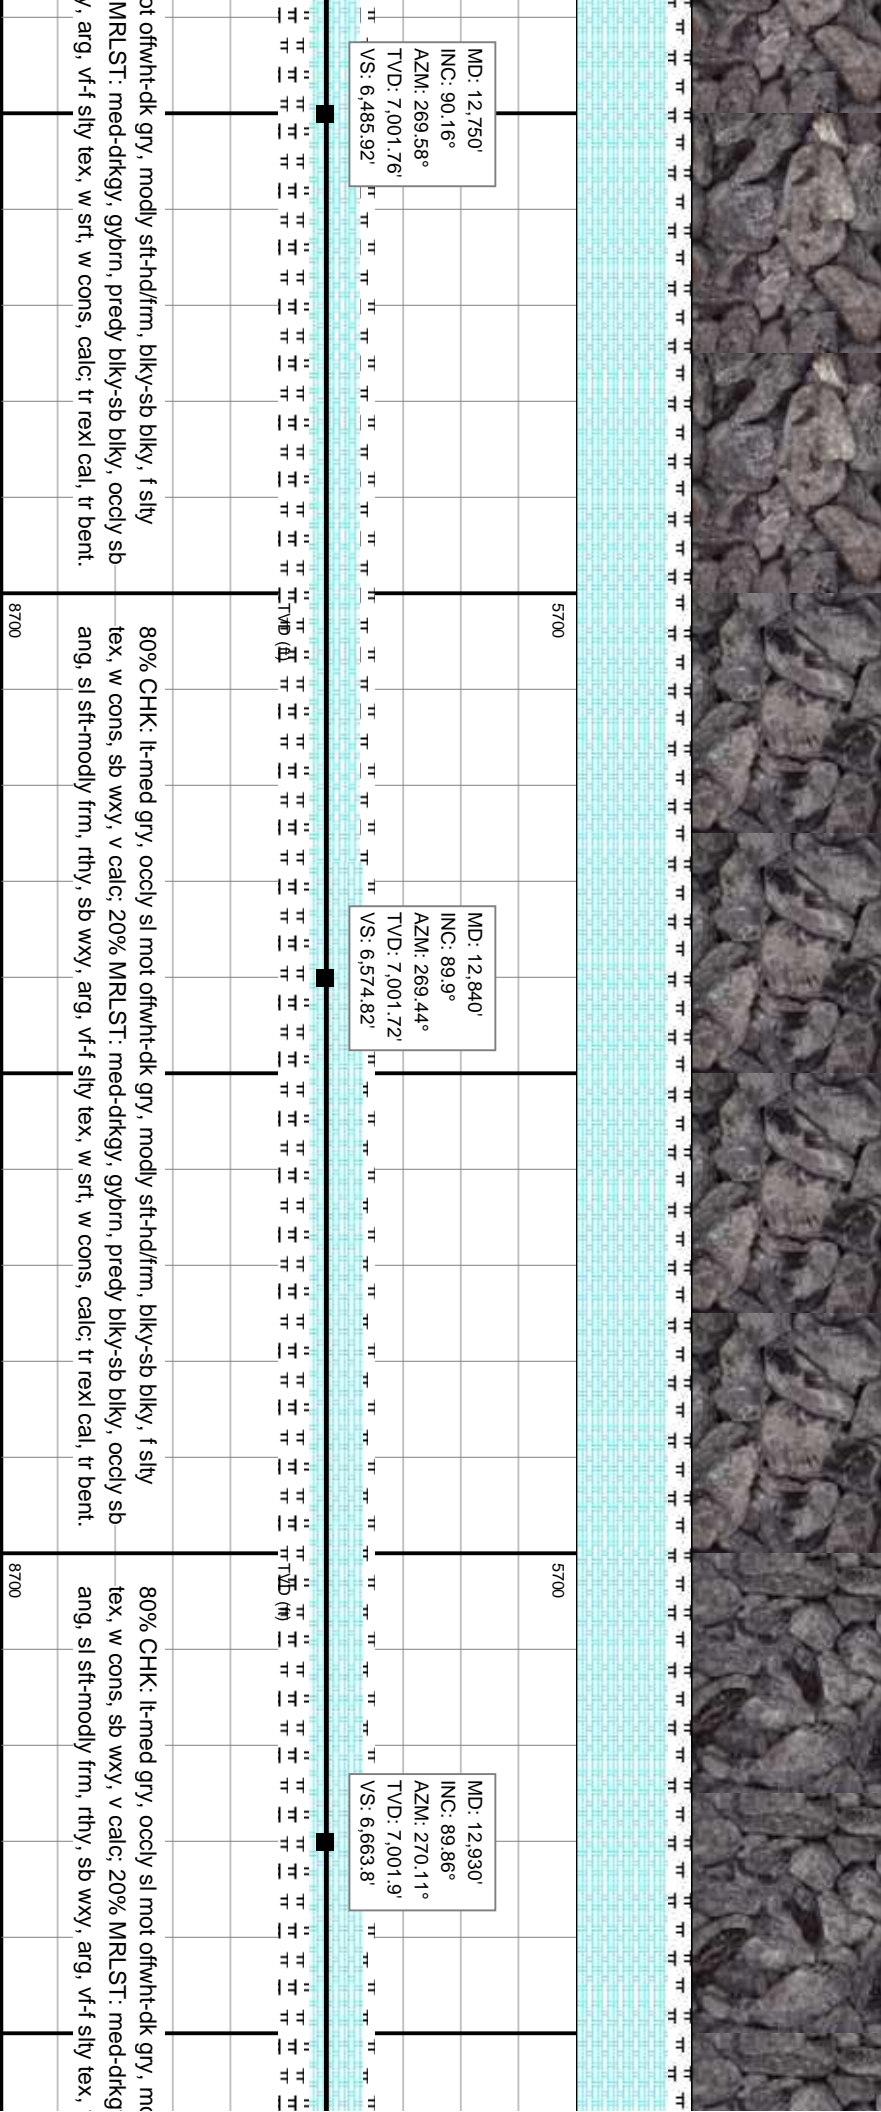 MD: 12,750'
INC: 90.16°
AZM: 269.58°
TVD: 7,001.76'
VS: 6,485.92'
ot offwht-dk gry, modly sft-hd/frm, blky-sb blky, f slty
MRLST: med-drkgy, gybrn, predy blky-sb blky, occly sb
, arg, vf-f slty tex, w srt, w cons, calc; tr rexl cal, tr bent.
5700
TVD (ft)
8700
MD: 12,840'
INC: 89.9°
AZM: 269.44°
TVD: 7,001.72'
VS: 6,574.82'
80% CHK: lt-med gry, occly sl mot offwht-dk gry, modly sft-hd/frm, blky-sb blky, f slty
tex, w cons, sb wxy, v calc; 20% MRLST: med-drkgy, gybrn, predy blky-sb blky, occly sb
ang, sl sft-modly frm, rthy, sb wxy, arg, vf-f slty tex, w srt, w cons, calc; tr rexl cal, tr bent.
5700
TVD (ft)
8700
MD: 12,930'
INC: 89.86°
AZM: 270.11°
TVD: 7,001.9'
VS: 6,663.8'
80% CHK: lt-med gry, occly sl mot offwht-dk gry, mo
tex, w cons, sb wxy, v calc; 20% MRLST: med-drkg
ang, sl sft-modly frm, rthy, sb wxy, arg, vf-f slty tex,